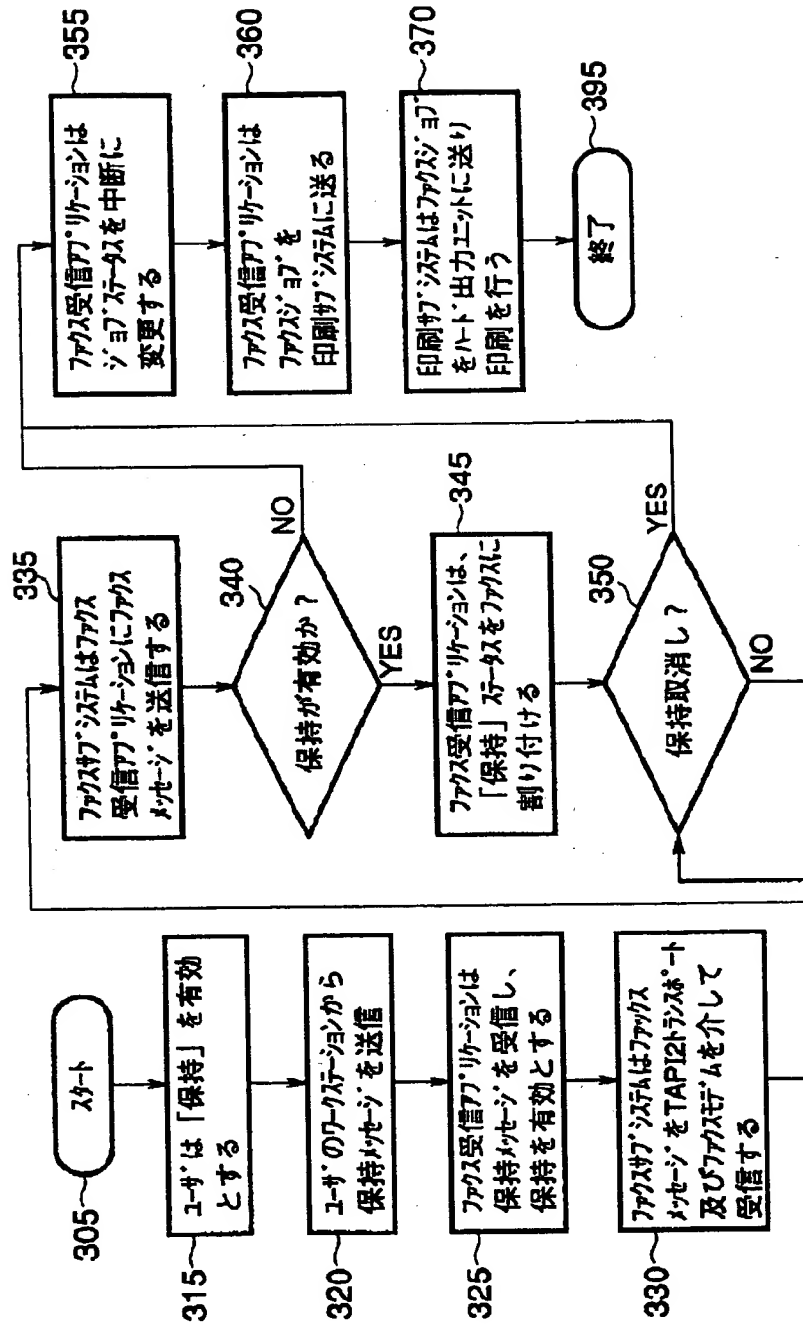 305
スタート
315
ユーザは「保持」を有効
とする
320
ユーザのワークステーションから
保持メッセージを送信
325
ファクス受信アプリケーションは
保持メッセージを受信し、
保持を有効とする
330
ファクスサブシステムはファックス
メッセージをTAPI2トランスポート
及びファクスモデムを介して
受信する
335
ファクスサブシステムはファクス
受信アプリケーションにファクス
メッセージを送信する
340
保持が有効か?
NO
YES
345
ファクス受信アプリケーションは、
「保持」ステータスをファクスに
割り付ける
350
保持取消し?
YES
NO
355
ファクス受信アプリケーションは
ジョブステータスを中断に
変更する
360
ファクス受信アプリケーションは
ファクスジョブを
印刷サブシステムに送る
370
印刷サブシステムはファクスジョブ
をハード出力ユニットに送り
印刷を行う
395
終了